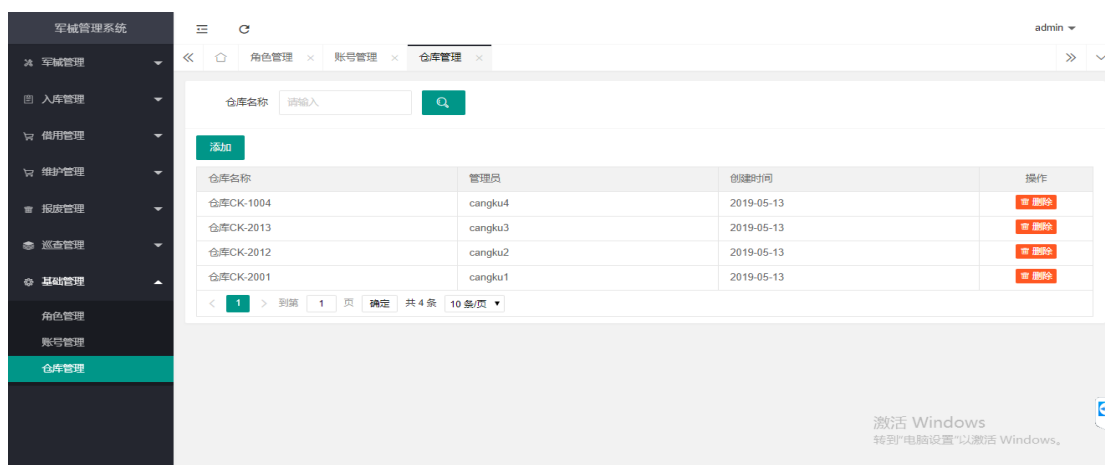 军械管理系统
admin
军械管理
角色管理
账号管理
仓库管理
入库管理
仓库名称 请输入
借用管理
添加
维护管理
仓库名称 管理员 创建时间 操作
报废管理
仓库CK-1004 cangku4 2019-05-13 删除
仓库CK-2013 cangku3 2019-05-13 删除
巡查管理
仓库CK-2012 cangku2 2019-05-13 删除
仓库CK-2001 cangku1 2019-05-13 删除
基础管理
1 到第 1 页 确定 共 4 条 10 条/页
角色管理
账号管理
仓库管理
激活 Windows
转到"电脑设置"以激活 Windows。